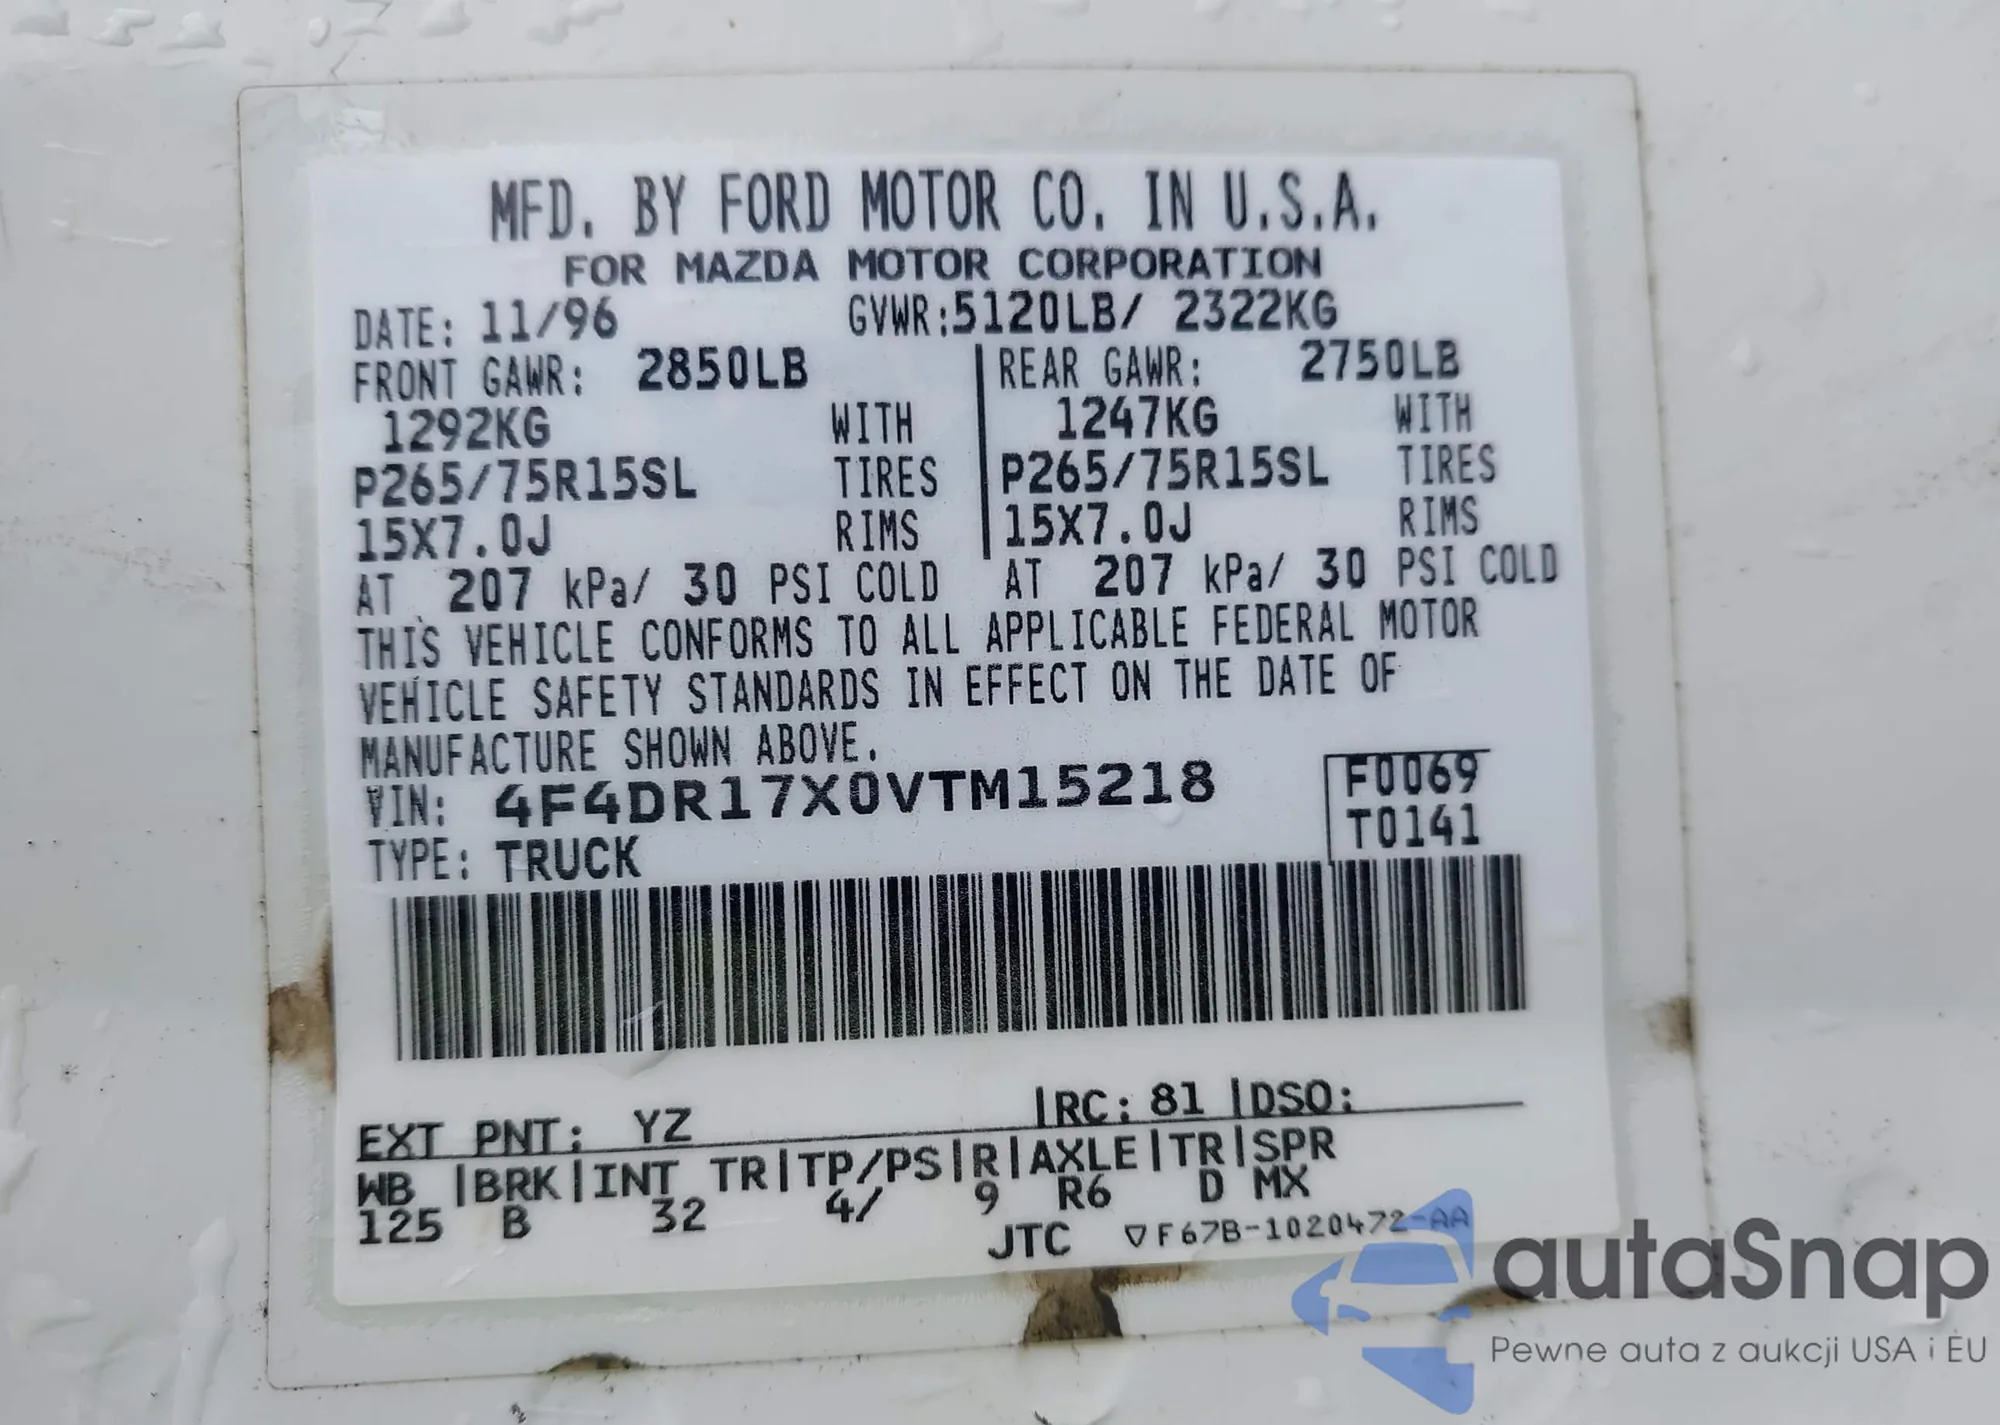 MFD. BY FORD MOTOR CO. IN U.S.A.
FOR MAZDA MOTOR CORPORATION
DATE: 11/96 GVWR:5120LB/ 2322KG
FRONT GAWR: 2850LB REAR GAWR: 2750LB
1292KG WITH 1247KG WITH
P265/75R15SL TIRES P265/75R15SL TIRES
15X7.0J RIMS 15X7.0J RIMS
AT 207 kPa/ 30 PSI COLD AT 207 kPa/ 30 PSI COLD
THIS VEHICLE CONFORMS TO ALL APPLICABLE FEDERAL MOTOR
VEHICLE SAFETY STANDARDS IN EFFECT ON THE DATE OF
MANUFACTURE SHOWN ABOVE.
VIN: 4F4DR17X0VTM15218 F0069
TYPE: TRUCK T0141
EXT PNT: YZ |RC: 81 |DSO:
WB |BRK|INT TR|TP/PS|R|AXLE|TR|SPR
125 B 32 4/ 9 R6 D MX
JTC ▽F67B-1020472-AA
autaSnap
Pewne auta z aukcji USA i EU